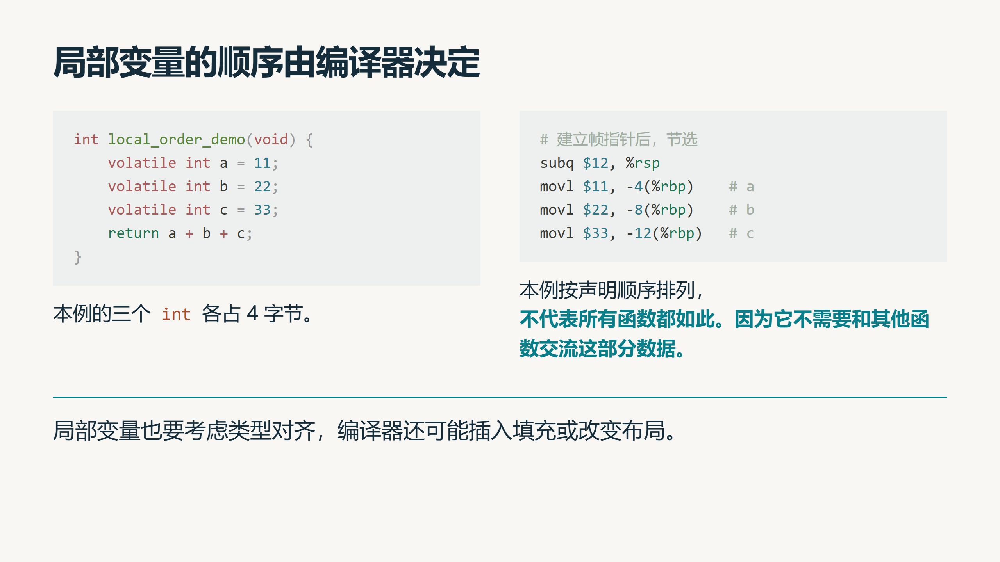 局部变量的顺序由编译器决定
int local_order_demo(void) {
    volatile int a = 11;
    volatile int b = 22;
    volatile int c = 33;
    return a + b + c;
}
本例的三个 int 各占 4 字节。
# 建立帧指针后，节选
subq $12, %rsp
movl $11, -4(%rbp)    # a
movl $22, -8(%rbp)    # b
movl $33, -12(%rbp)   # c
本例按声明顺序排列，
不代表所有函数都如此。因为它不需要和其他函
数交流这部分数据。
局部变量也要考虑类型对齐，编译器还可能插入填充或改变布局。